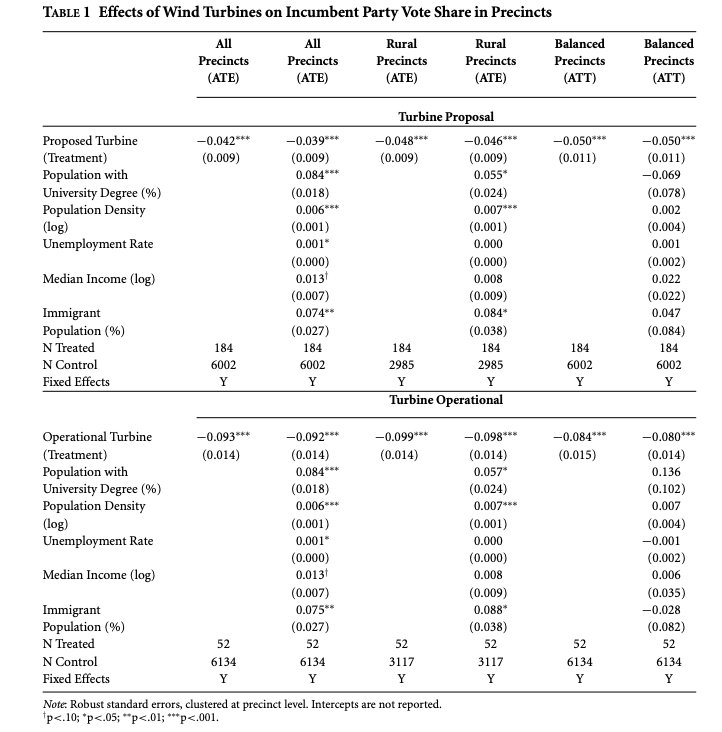 TABLE 1 Effects of Wind Turbines on Incumbent Party Vote Share in Precincts
All Precincts (ATE) All Precincts (ATE) Rural Precincts (ATE) Rural Precincts (ATE) Balanced Precincts (ATT) Balanced Precincts (ATT)
Turbine Proposal
Proposed Turbine −0.042*** −0.039*** −0.048*** −0.046*** −0.050*** −0.050***
(Treatment) (0.009) (0.009) (0.009) (0.009) (0.011) (0.011)
Population with 0.084*** 0.055* −0.069
University Degree (%) (0.018) (0.024) (0.078)
Population Density 0.006*** 0.007*** 0.002
(log) (0.001) (0.001) (0.004)
Unemployment Rate 0.001* 0.000 0.001
(0.000) (0.000) (0.002)
Median Income (log) 0.013† 0.008 0.022
(0.007) (0.009) (0.022)
Immigrant 0.074** 0.084* 0.047
Population (%) (0.027) (0.038) (0.084)
N Treated 184 184 184 184 184 184
N Control 6002 6002 2985 2985 6002 6002
Fixed Effects Y Y Y Y Y Y
Turbine Operational
Operational Turbine −0.093*** −0.092*** −0.099*** −0.098*** −0.084*** −0.080***
(Treatment) (0.014) (0.014) (0.014) (0.014) (0.015) (0.014)
Population with 0.084*** 0.057* 0.136
University Degree (%) (0.018) (0.024) (0.102)
Population Density 0.006*** 0.007*** 0.007
(log) (0.001) (0.001) (0.004)
Unemployment Rate 0.001* 0.000 −0.001
(0.000) (0.000) (0.002)
Median Income (log) 0.013† 0.008 0.006
(0.007) (0.009) (0.035)
Immigrant 0.075** 0.088* −0.028
Population (%) (0.027) (0.038) (0.082)
N Treated 52 52 52 52 52 52
N Control 6134 6134 3117 3117 6134 6134
Fixed Effects Y Y Y Y Y Y
Note: Robust standard errors, clustered at precinct level. Intercepts are not reported.
†p<.10; *p<.05; **p<.01; ***p<.001.